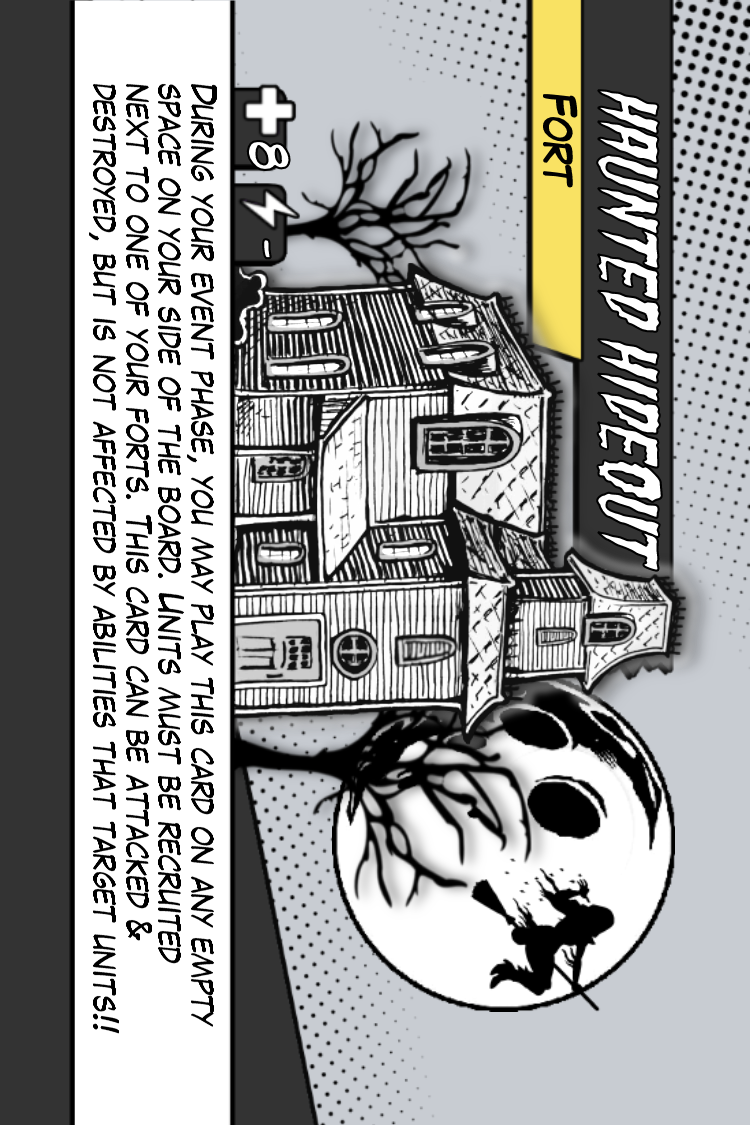 HAUNTED HIDEOUT
FORT
8
-
DURING YOUR EVENT PHASE, YOU MAY PLAY THIS CARD ON ANY EMPTY
SPACE ON YOUR SIDE OF THE BOARD. UNITS MUST BE RECRUITED
NEXT TO ONE OF YOUR FORTS. THIS CARD CAN BE ATTACKED &
DESTROYED, BUT IS NOT AFFECTED BY ABILITIES THAT TARGET UNITS!!